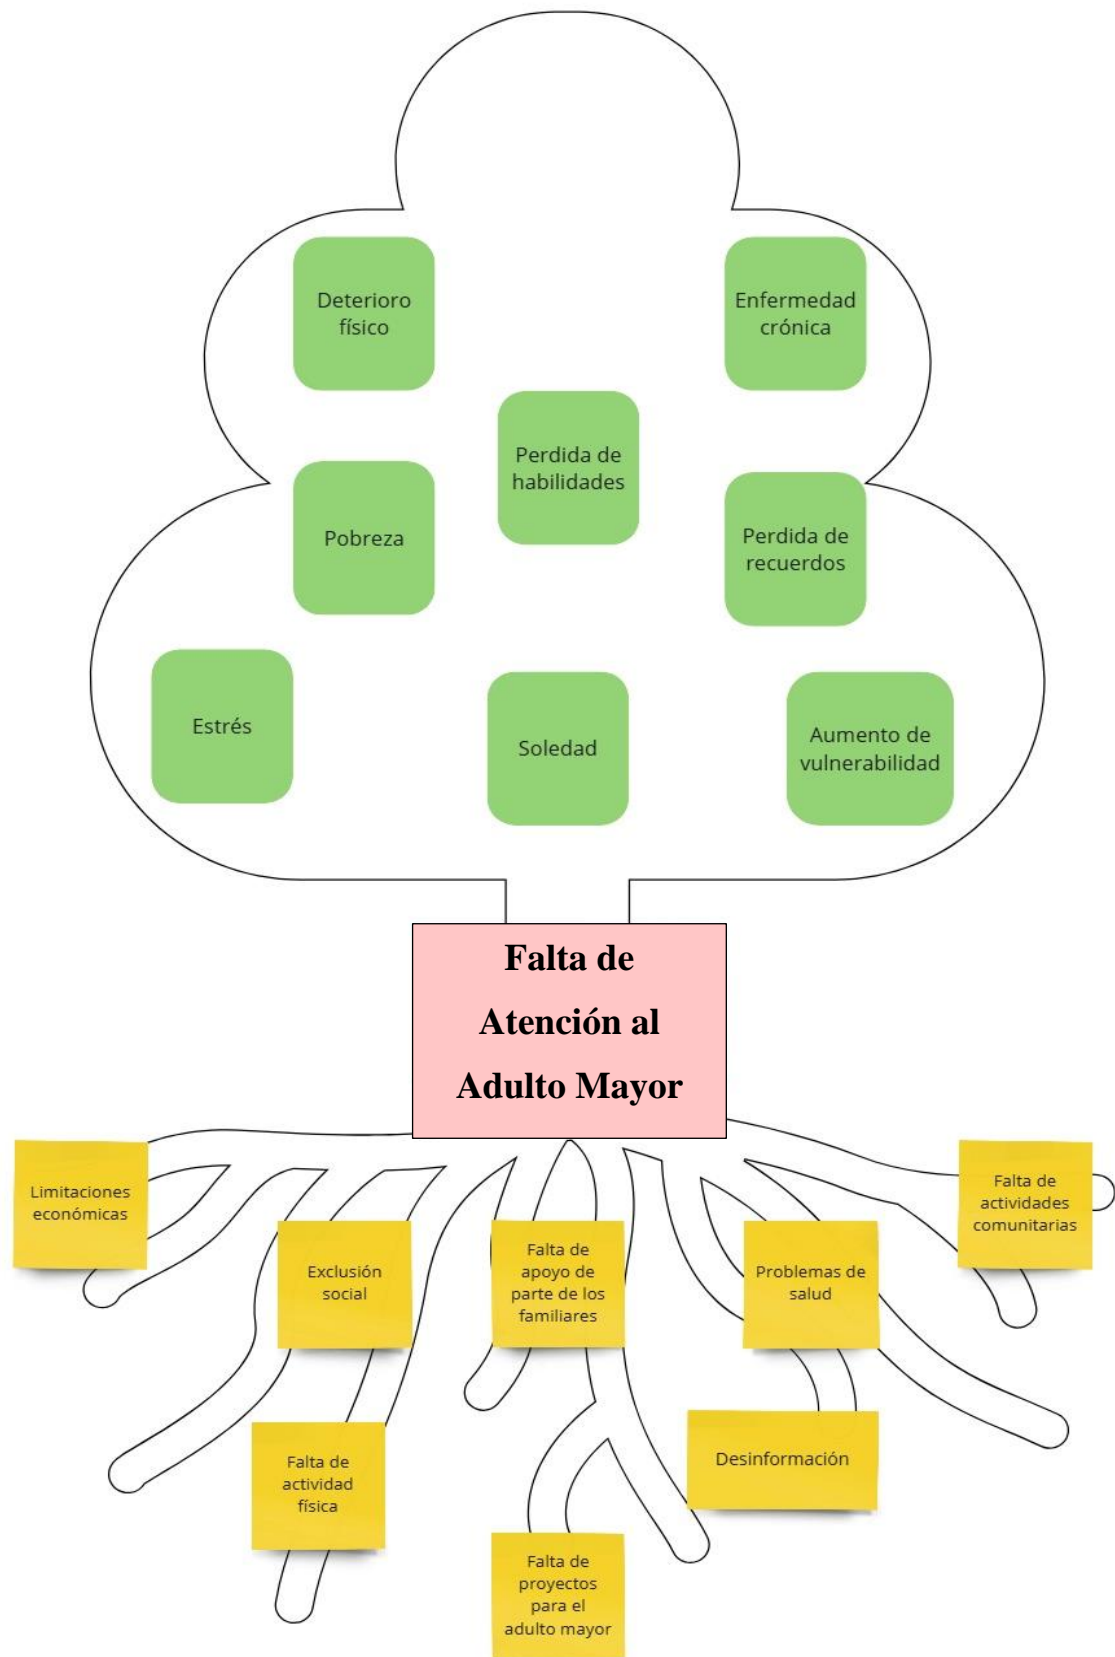 Deterioro
físico
Enfermedad
crónica
Perdida de
habilidades
Pobreza
Perdida de
recuerdos
Estrés
Soledad
Aumento de
vulnerabilidad
Falta de
Atención al
Adulto Mayor
Limitaciones
económicas
Falta de
actividades
comunitarias
Exclusión
social
Falta de
apoyo de
parte de los
familiares
Problemas de
salud
Falta de
actividad
física
Desinformación
Falta de
proyectos
para el
adulto mayor